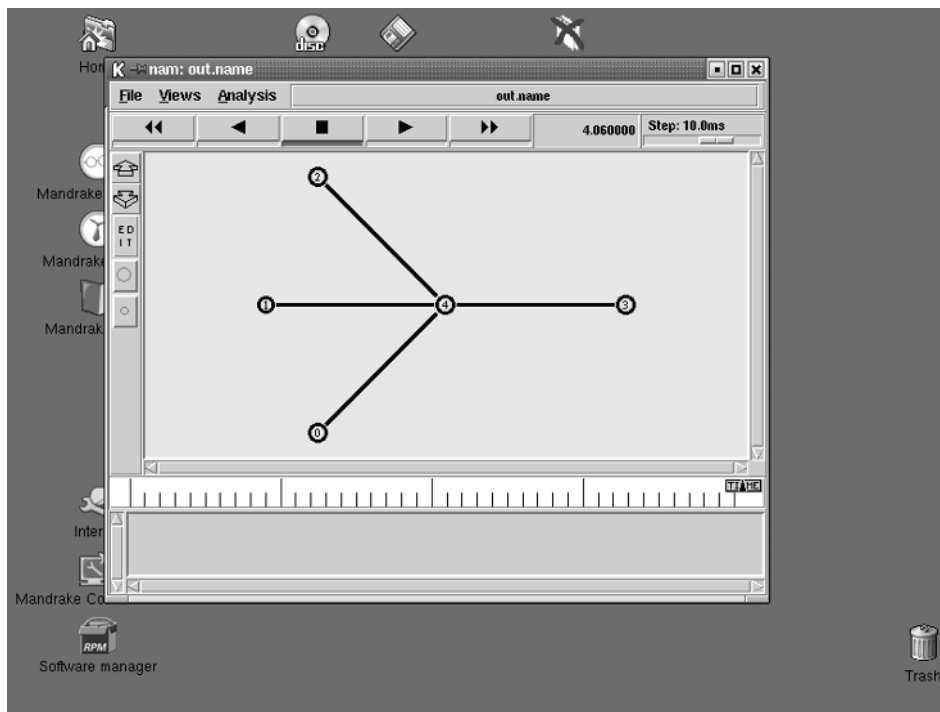 disc
Hom
nam: out.name
File Views Analysis out.name
4.060000 Step: 10.0ms
2
Mandrake
ED
IT
1 4 3
Mandrake
Mandrak
0
TIME
Inter
Mandrake Co
RPM
Software manager
Trash